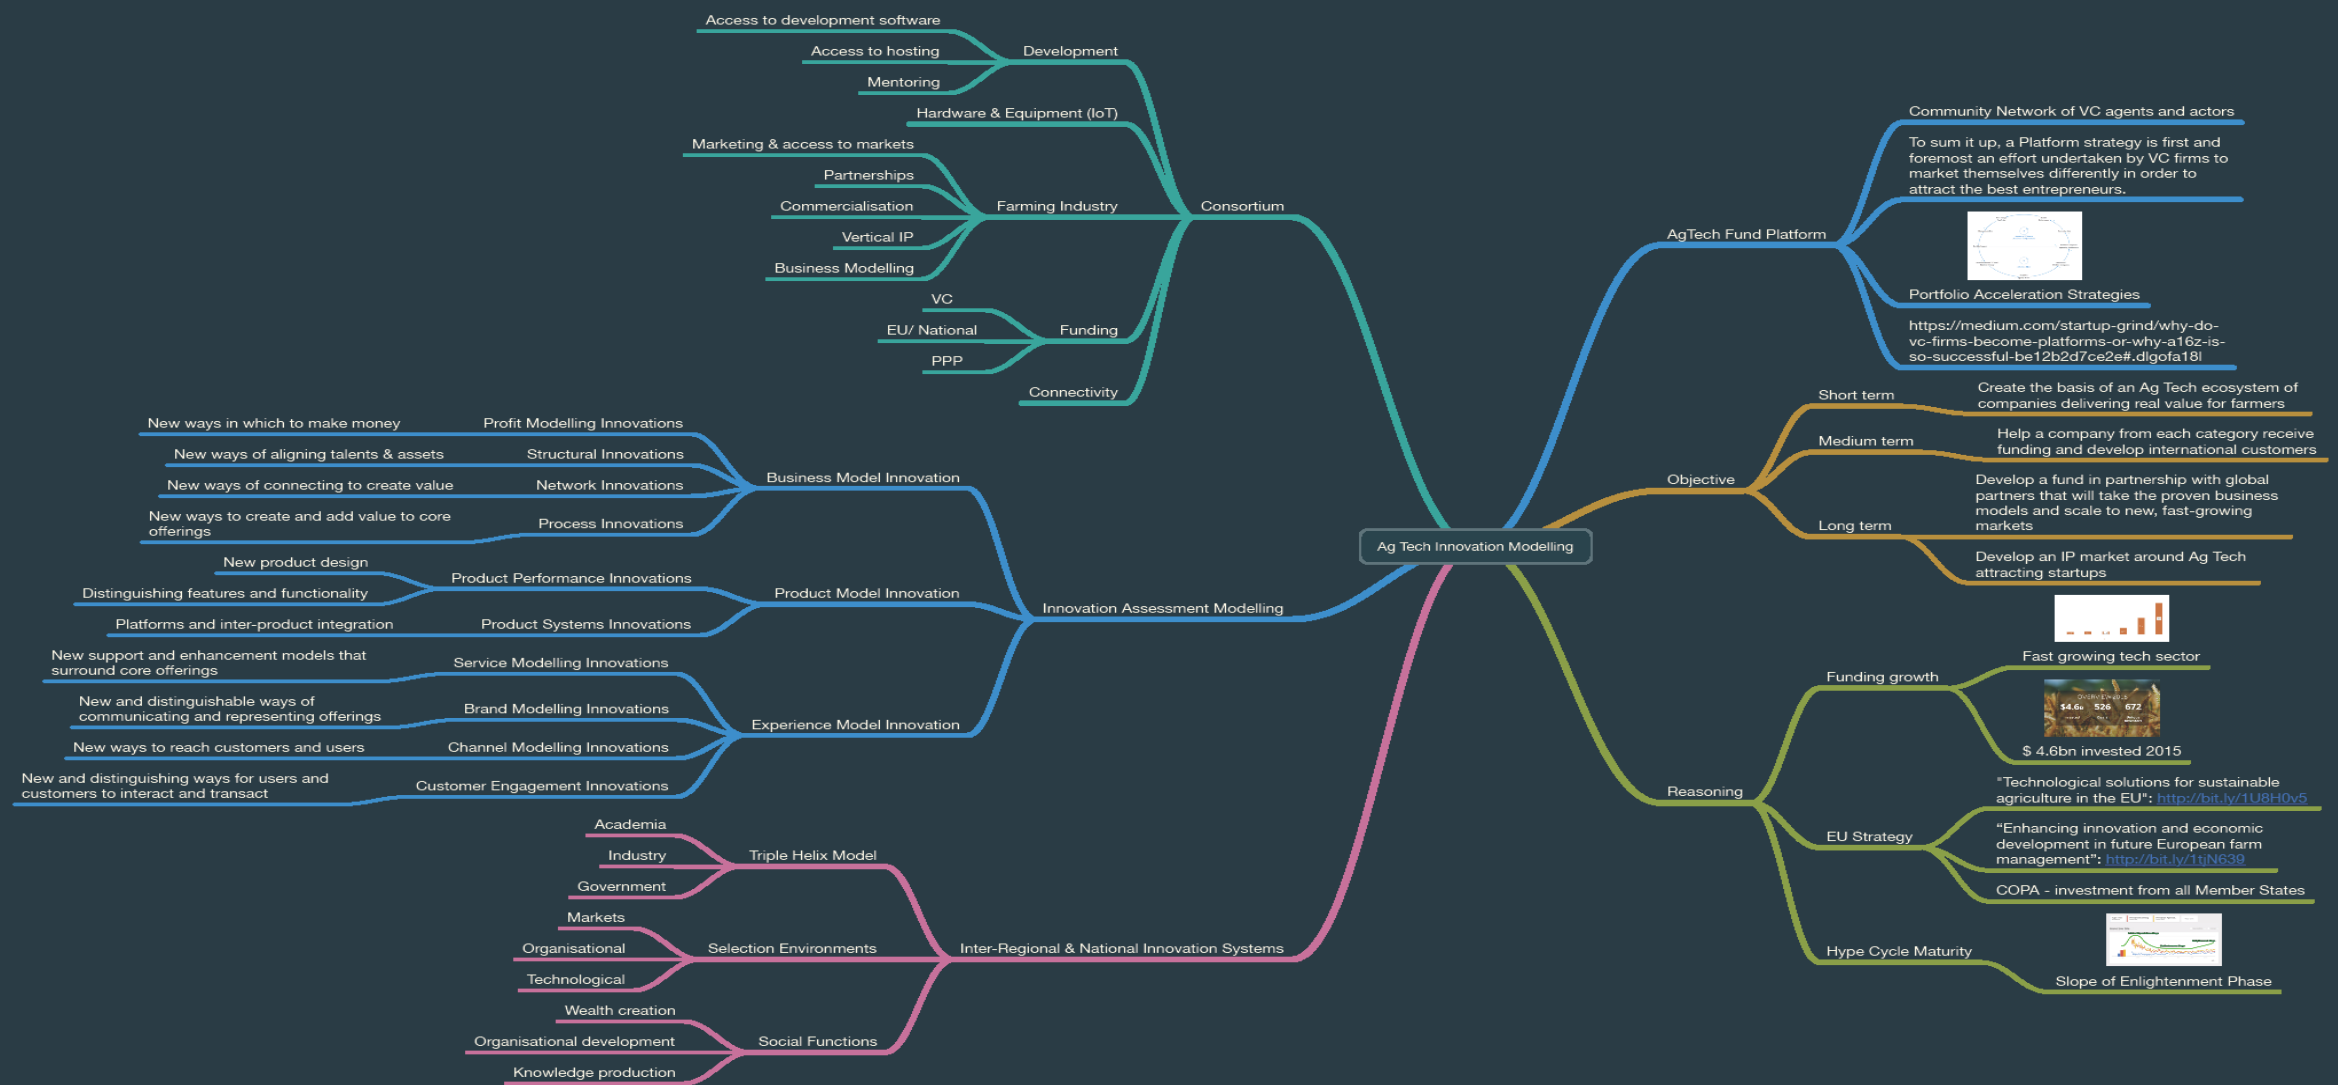 Access to development software
Access to hosting
Mentoring
Development
Hardware & Equipment (IoT)
Marketing & access to markets
Partnerships
Commercialisation
Vertical IP
Business Modelling
Farming Industry
Consortium
VC
EU/ National
PPP
Funding
Connectivity
New ways in which to make money
Profit Modelling Innovations
New ways of aligning talents & assets
Structural Innovations
New ways of connecting to create value
Network Innovations
New ways to create and add value to core
offerings
Process Innovations
Business Model Innovation
New product design
Distinguishing features and functionality
Product Performance Innovations
Platforms and inter-product integration
Product Systems Innovations
Product Model Innovation
Innovation Assessment Modelling
New support and enhancement models that
surround core offerings
Service Modelling Innovations
New and distinguishable ways of
communicating and representing offerings
Brand Modelling Innovations
New ways to reach customers and users
Channel Modelling Innovations
New and distinguishing ways for users and
customers to interact and transact
Customer Engagement Innovations
Experience Model Innovation
Academia
Industry
Government
Triple Helix Model
Markets
Organisational
Technological
Selection Environments
Inter-Regional & National Innovation Systems
Wealth creation
Organisational development
Knowledge production
Social Functions
Ag Tech Innovation Modelling
AgTech Fund Platform
Community Network of VC agents and actors
To sum it up, a Platform strategy is first and
foremost an effort undertaken by VC firms to
market themselves differently in order to
attract the best entrepreneurs.
Portfolio Acceleration Strategies
https://medium.com/startup-grind/why-do-
vc-firms-become-platforms-or-why-a16z-is-
so-successful-be12b2d7ce2e#.dlgofa18l
Objective
Short term
Create the basis of an Ag Tech ecosystem of
companies delivering real value for farmers
Medium term
Help a company from each category receive
funding and develop international customers
Long term
Develop a fund in partnership with global
partners that will take the proven business
models and scale to new, fast-growing
markets
Develop an IP market around Ag Tech
attracting startups
Reasoning
Funding growth
Fast growing tech sector
OVERVIEW 2015
$4.6B 526 672
$ 4.6bn invested 2015
EU Strategy
"Technological solutions for sustainable
agriculture in the EU": http://bit.ly/1U8H0v5
“Enhancing innovation and economic
development in future European farm
management”: http://bit.ly/1tjN639
COPA - investment from all Member States
Hype Cycle Maturity
Slope of Enlightenment Phase